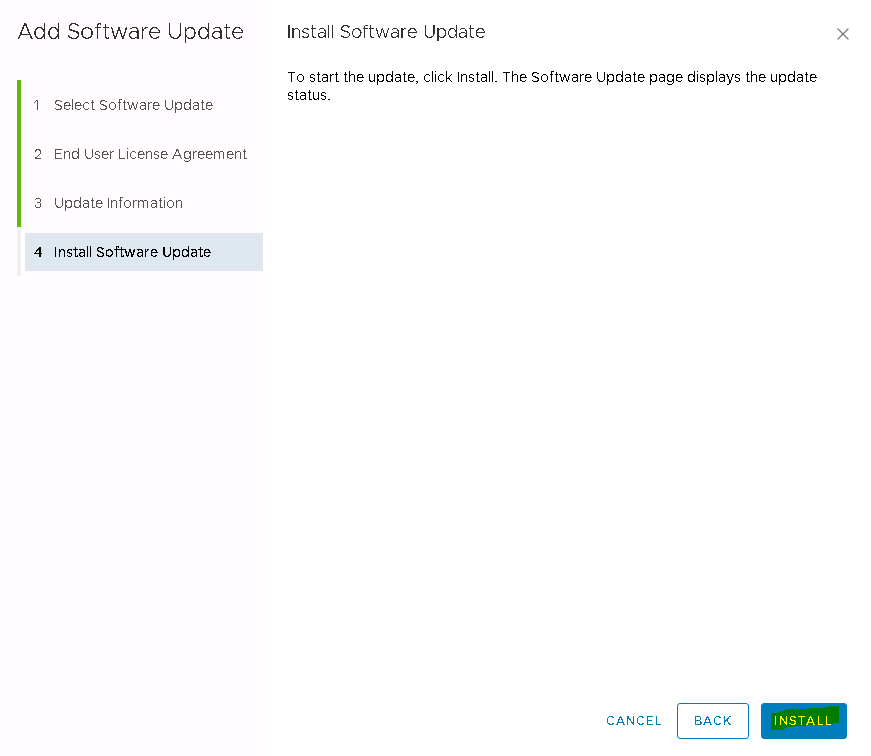 Add Software Update
1 Select Software Update
2 End User License Agreement
3 Update Information
4 Install Software Update
Install Software Update
To start the update, click Install. The Software Update page displays the update
status.
CANCEL
BACK
INSTALL